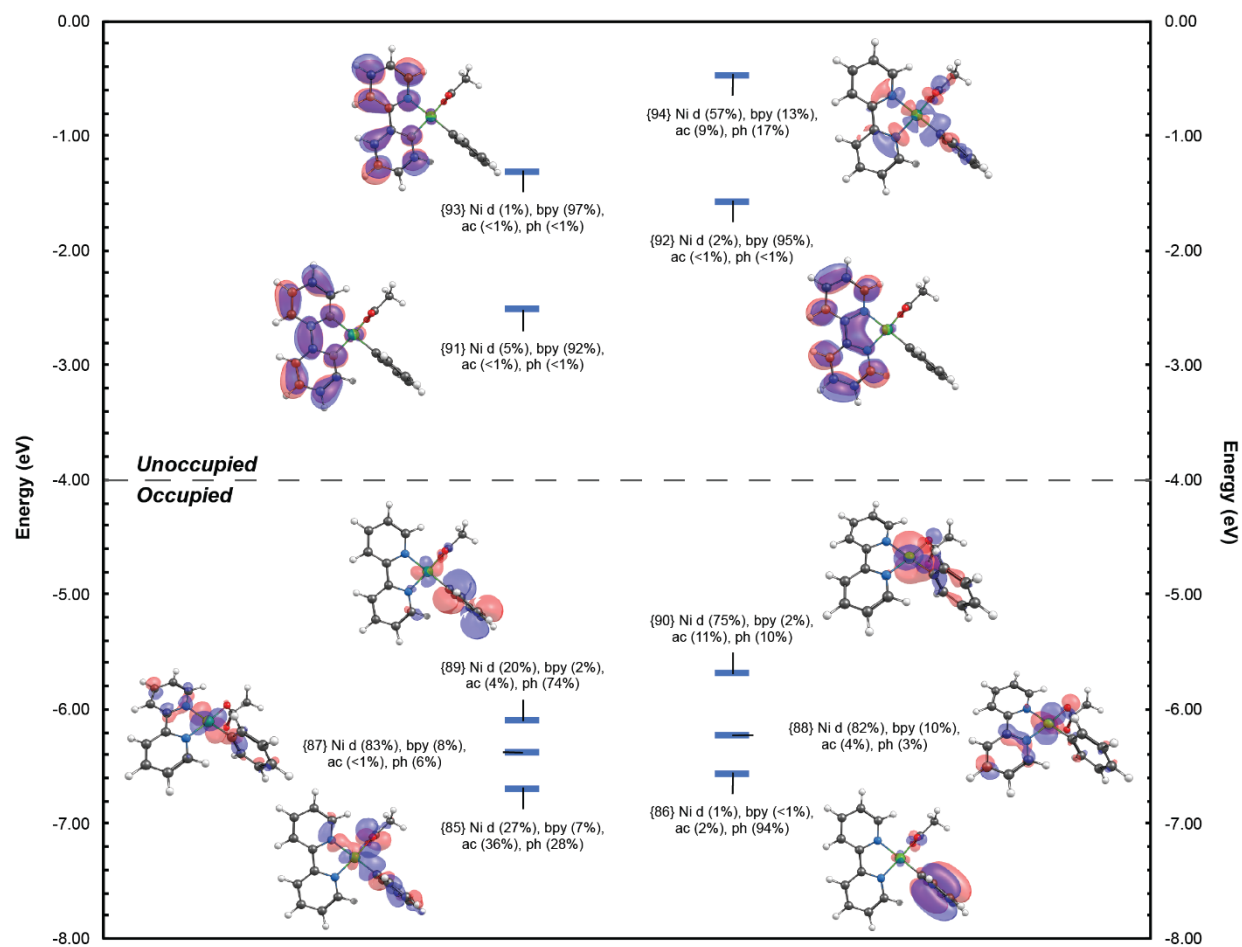 0.00
-1.00
-2.00
-3.00
-4.00
-5.00
-6.00
-7.00
-8.00
Energy (eV)
{93} Ni d (1%), bpy (97%),
ac (<1%), ph (<1%)
{91} Ni d (5%), bpy (92%),
ac (<1%), ph (<1%)
{94} Ni d (57%), bpy (13%),
ac (9%), ph (17%)
{92} Ni d (2%), bpy (95%),
ac (<1%), ph (<1%)
Unoccupied
Occupied
{89} Ni d (20%), bpy (2%),
ac (4%), ph (74%)
{87} Ni d (83%), bpy (8%),
ac (<1%), ph (6%)
{85} Ni d (27%), bpy (7%),
ac (36%), ph (28%)
{90} Ni d (75%), bpy (2%),
ac (11%), ph (10%)
{88} Ni d (82%), bpy (10%),
ac (4%), ph (3%)
{86} Ni d (1%), bpy (<1%),
ac (2%), ph (94%)
0.00
-1.00
-2.00
-3.00
-4.00
-5.00
-6.00
-7.00
-8.00
Energy (eV)